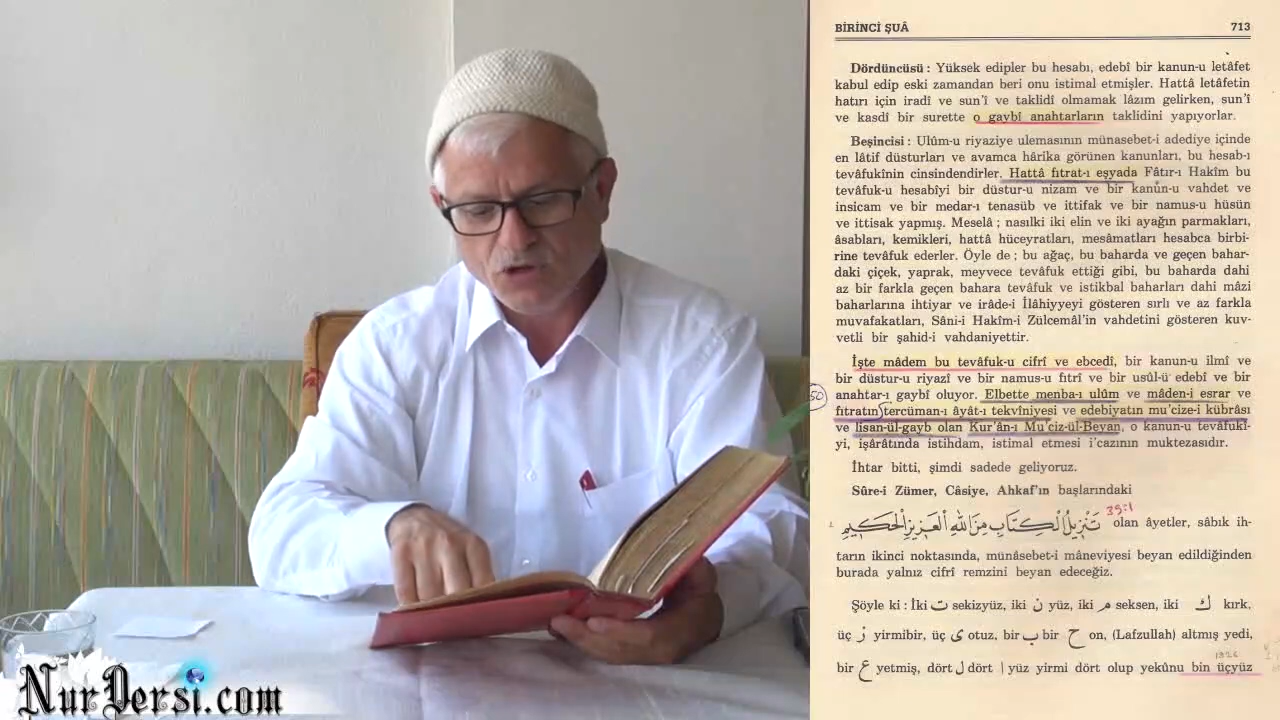 BİRİNCİ ŞUÂ 713
Dördüncüsü : Yüksek edipler bu hesabı, edebî bir kanun-u letâfet
kabul edip eski zamandan beri onu istimal etmişler. Hattâ letâfetin
hatırı için iradî ve sun'î ve taklidî olmamak lâzım gelirken, sun'î
ve kasdî bir surette o gaybî anahtarların taklidini yapıyorlar.
Beşincisi : Ulûm-u riyaziye ulemasının münasebet-i adediye içinde
en lâtif düsturları ve avamca hârika görünen kanunları, bu hesab-ı
tevâfukînin cinsindendirler. Hattâ fıtrat-ı eşyada Fâtır-ı Hakîm bu
tevâfuk-u hesabîyi bir düstur-u nizam ve bir kanûn-u vahdet ve
insicam ve bir medar-ı tenasüb ve ittifak ve bir namus-u hüsün
ve ittisak yapmış. Meselâ ; nasılki iki elin ve iki ayağın parmakları,
âsabları, kemikleri, hattâ hüceyratları, mesâmatları hesabca birbi-
rine tevâfuk ederler. Öyle de ; bu ağaç, bu baharda ve geçen bahar-
daki çiçek, yaprak, meyvece tevâfuk ettiği gibi, bu baharda dahi
az bir farkla geçen bahara tevâfuk ve istikbal baharları dahi mâzi
baharlarına ihtiyar ve irâde-i İlâhiyyeyi gösteren sırlı ve az farkla
muvafakatları, Sâni-i Hakîm-i Zülcemâl'in vahdetini gösteren kuv-
vetli bir şahid-i vahdaniyettir.
İşte mâdem bu tevâfuk-u cifrî ve ebcedî, bir kanun-u ilmî ve
bir düstur-u riyazî ve bir namus-u fıtrî ve bir usûl-ü edebî ve bir
anahtar-ı gaybî oluyor. Elbette menba-ı ulûm ve mâden-i esrar ve
50
fıtratın tercüman-ı âyât-ı tekvîniyesi ve edebiyatın mu'cize-i kübrâsı
ve lisan-ül-gayb olan Kur'ân-ı Mu'ciz-ül-Beyan, o kanun-u tevâfukî-
yi, işârâtında istihdam, istimal etmesi i'cazının muktezasıdır.
İhtar bitti, şimdi sadede geliyoruz.
Sûre-i Zümer, Câsiye, Ahkaf'ın başlarındaki
39:1
تَنْزِيلُ الْكِتَابِ مِنَ اللّٰهِ الْعَزِيزِ الْحَكِيمِ olan âyetler, sâbık ih-
tarın ikinci noktasında, münâsebet-i mâneviyesi beyan edildiğinden
burada yalnız cifrî remzini beyan edeceğiz.
Şöyle ki : İki ت sekizyüz, iki ن yüz, iki م seksen, iki ك kırk,
üç ز yirmibir, üç ى otuz, bir ب bir ح on, (Lafzullah) altmış yedi,
bir ع yetmiş, dört ل dört ا yüz yirmi dört olup yekûnu bin üçyüz
NurDersi.com